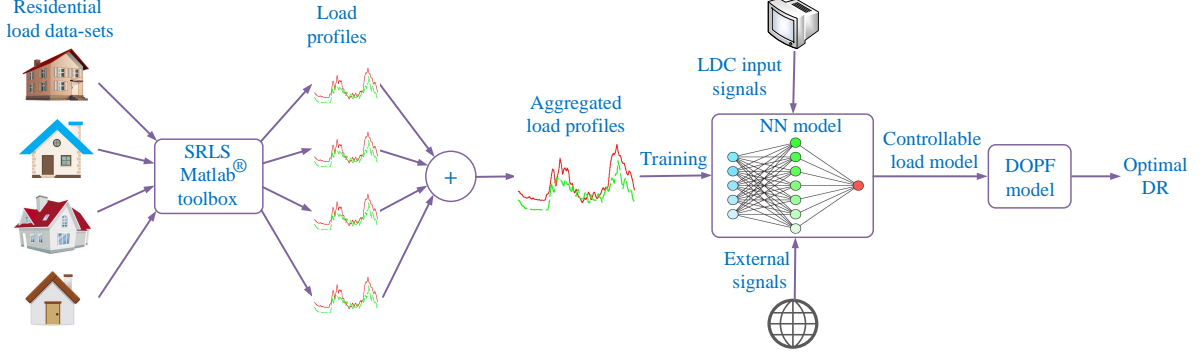 Residential
load data-sets
SRLS
Matlab®
toolbox
Load
profiles
+
Aggregated
load profiles
Training
LDC input
signals
NN model
External
signals
Controllable
load model
DOPF
model
Optimal
DR